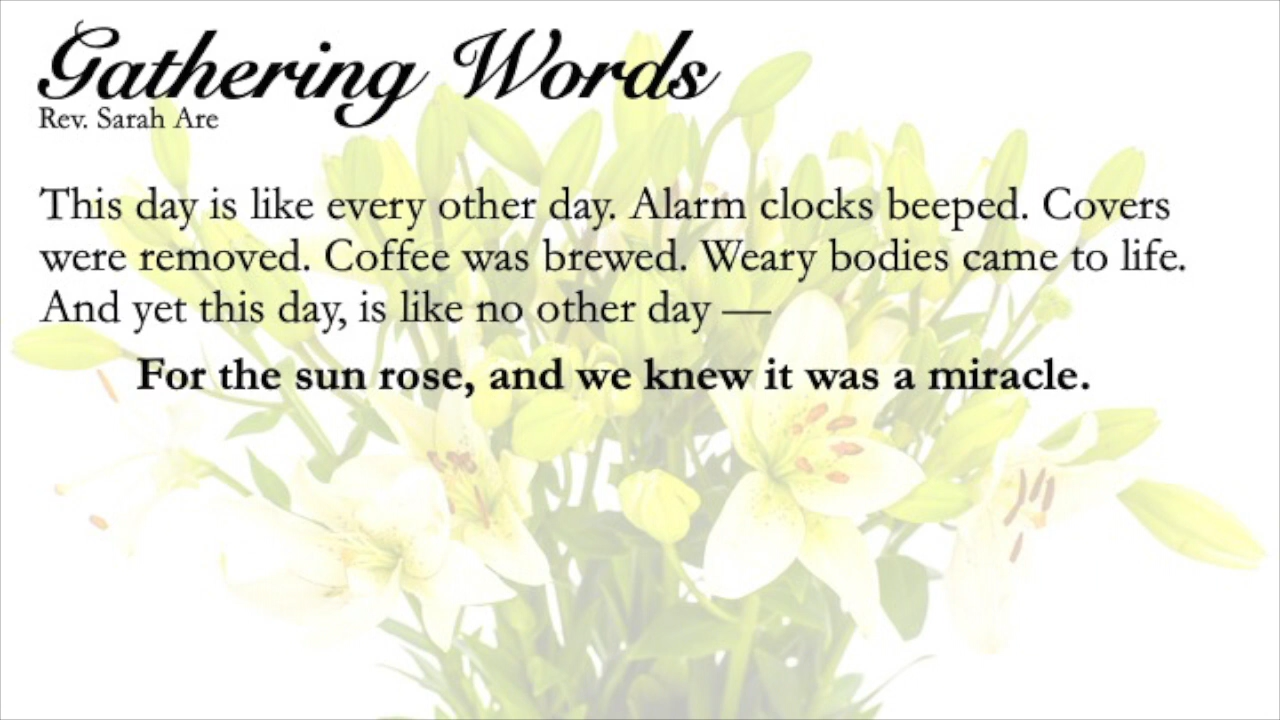 Gathering Words
Rev. Sarah Are
This day is like every other day. Alarm clocks beeped. Covers
were removed. Coffee was brewed. Weary bodies came to life.
And yet this day, is like no other day —
For the sun rose, and we knew it was a miracle.